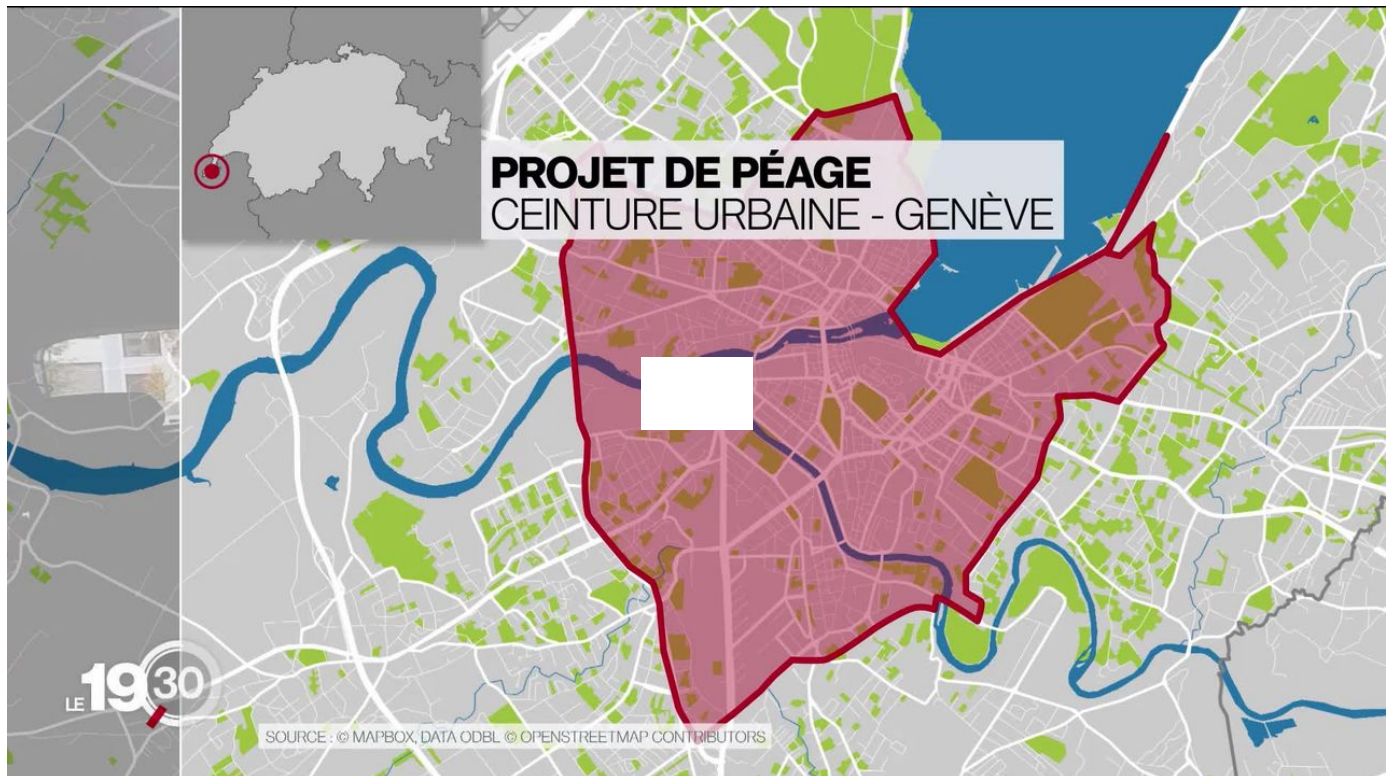 PROJET DE PÉAGE
CEINTURE URBAINE - GENÈVE
LE 19 30
SOURCE : © MAPBOX, DATA ODBL © OPENSTREETMAP CONTRIBUTORS